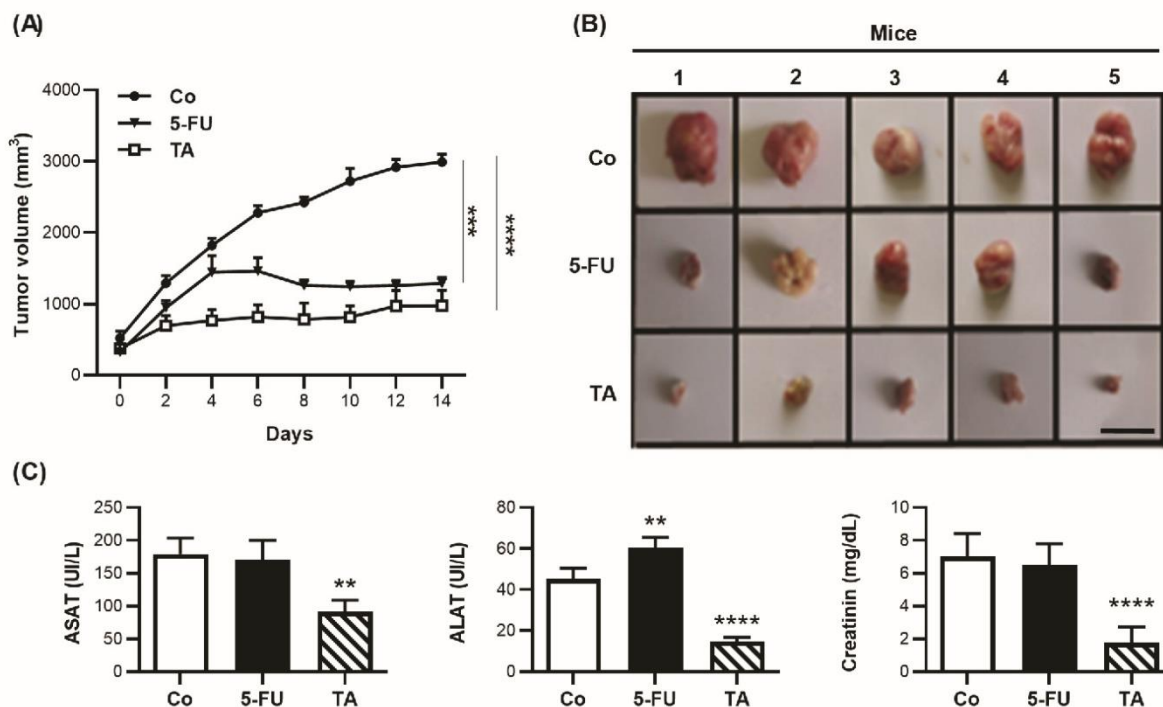 (A)
Tumor volume (mm³)
4000
3000
2000
1000
0
Co
5-FU
TA
***
****
0 2 4 6 8 10 12 14
Days
(B)
Mice
1 2 3 4 5
Co
5-FU
TA
(C)
ASAT (UI/L)
250
200
150
100
50
0
**
Co 5-FU TA
ALAT (UI/L)
80
60
40
20
0
**
****
Co 5-FU TA
Creatinin (mg/dL)
10
8
6
4
2
0
****
Co 5-FU TA